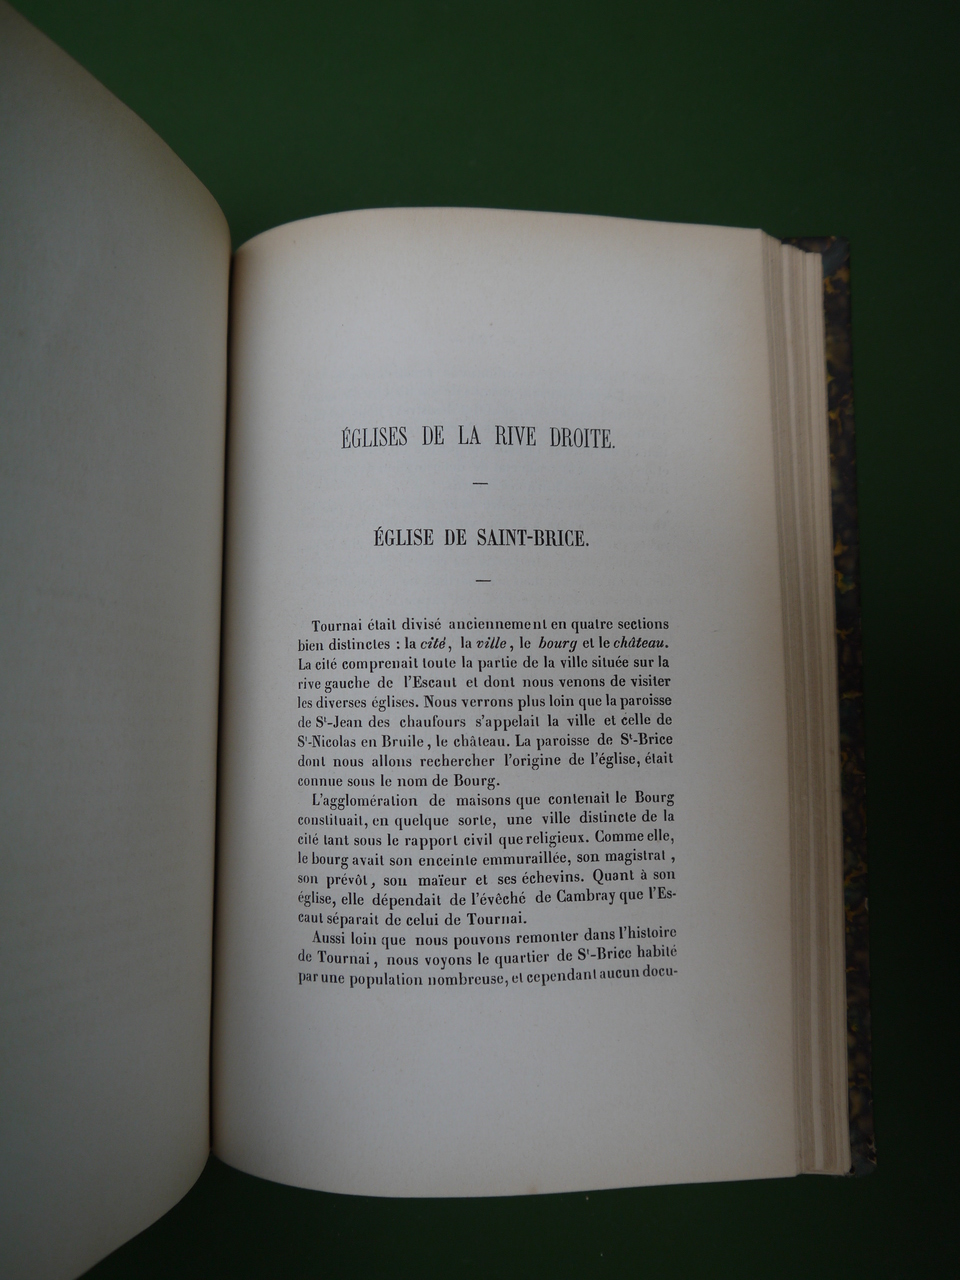 ÉGLISES DE LA RIVE DROITE.
ÉGLISE DE SAINT-BRICE.
Tournai était divisé anciennement en quatre sections
bien distinctes : la cité, la ville, le bourg et le château.
La cité comprenait toute la partie de la ville située sur la
rive gauche de l'Escaut et dont nous venons de visiter
les diverses églises. Nous verrons plus loin que la paroisse
de St-Jean des chaufours s'appelait la ville et celle de
St-Nicolas en Bruile, le château. La paroisse de St-Brice
dont nous allons rechercher l'origine de l'église, était
connue sous le nom de Bourg.
L'agglomération de maisons que contenait le Bourg
constituait, en quelque sorte, une ville distincte de la
cité tant sous le rapport civil que religieux. Comme elle,
le bourg avait son enceinte emmuraillée, son magistrat,
son prévôt, son maïeur et ses échevins. Quant à son
église, elle dépendait de l'évêché de Cambray que l'Es-
caut séparait de celui de Tournai.
Aussi loin que nous pouvons remonter dans l'histoire
de Tournai, nous voyons le quartier de St-Brice habité
par une population nombreuse, et cependant aucun docu-